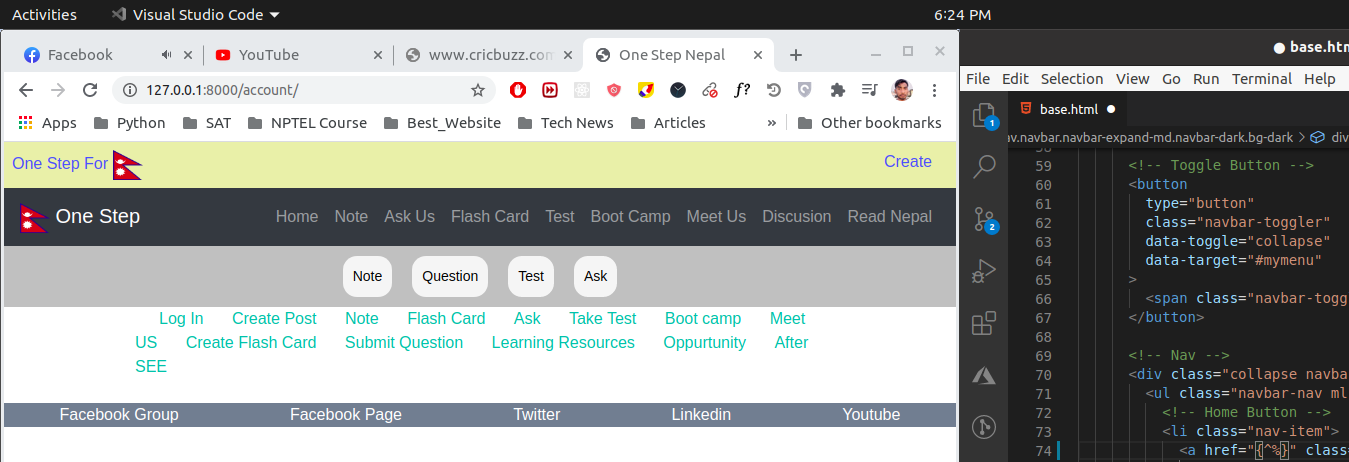 Activities Visual Studio Code 6:24 PM
Facebook YouTube www.cricbuzz.com One Step Nepal base.htm
127.0.0.1:8000/account/ f?
File Edit Selection View Go Run Terminal Help
Apps Python SAT NPTEL Course Best_Website Tech News Articles » Other bookmarks
base.html
1
av.navbar.navbar-expand-md.navbar-dark.bg-dark > div
One Step For Create
One Step Home Note Ask Us Flash Card Test Boot Camp Meet Us Discusion Read Nepal
Note Question Test Ask
Log In Create Post Note Flash Card Ask Take Test Boot camp Meet
US Create Flash Card Submit Question Learning Resources Oppurtunity After
SEE
Facebook Group Facebook Page Twitter Linkedin Youtube
2
59 <!-- Toggle Button -->
60 <button
61 type="button"
62 class="navbar-toggler"
63 data-toggle="collapse"
64 data-target="#mymenu"
65 >
66 <span class="navbar-togg
67 </button>
68
69 <!-- Nav -->
70 <div class="collapse navba
71 <ul class="navbar-nav ml
72 <!-- Home Button -->
73 <li class="nav-item">
74 <a href="{^%}" class=